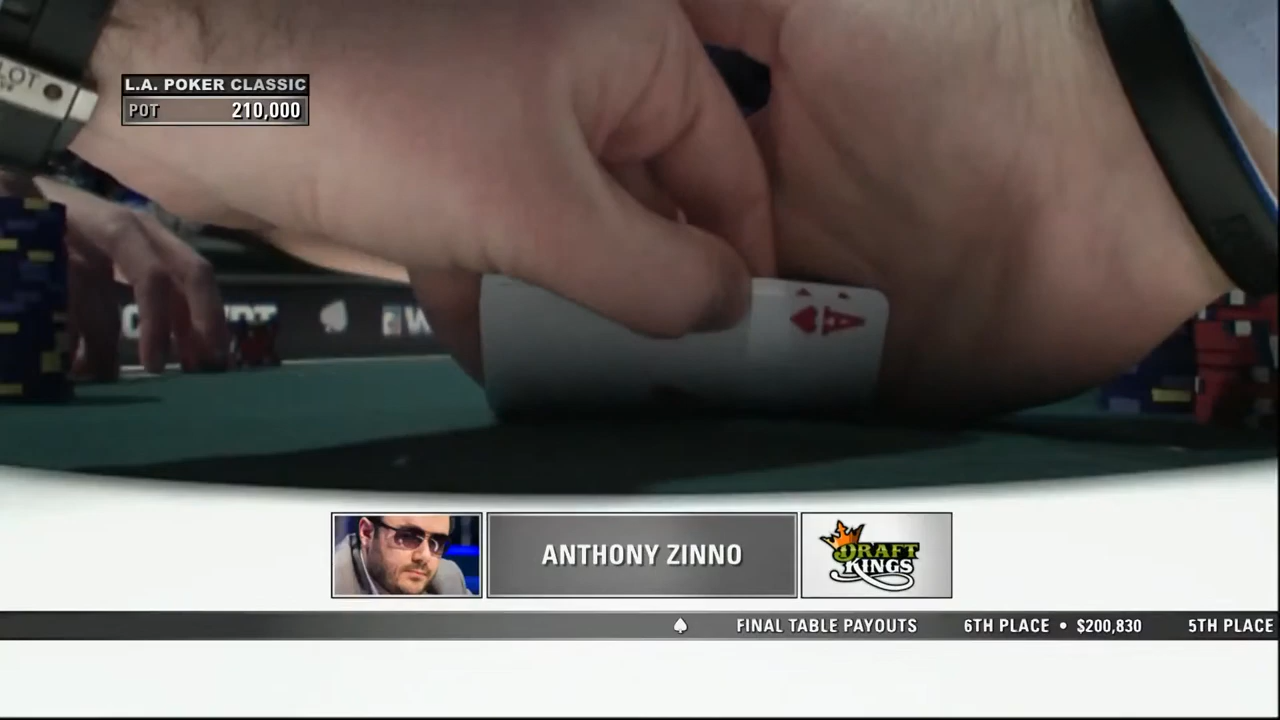 L.A. POKER CLASSIC
POT 210,000
A
ANTHONY ZINNO
DRAFT
KINGS
FINAL TABLE PAYOUTS 6TH PLACE • $200,830 5TH PLACE